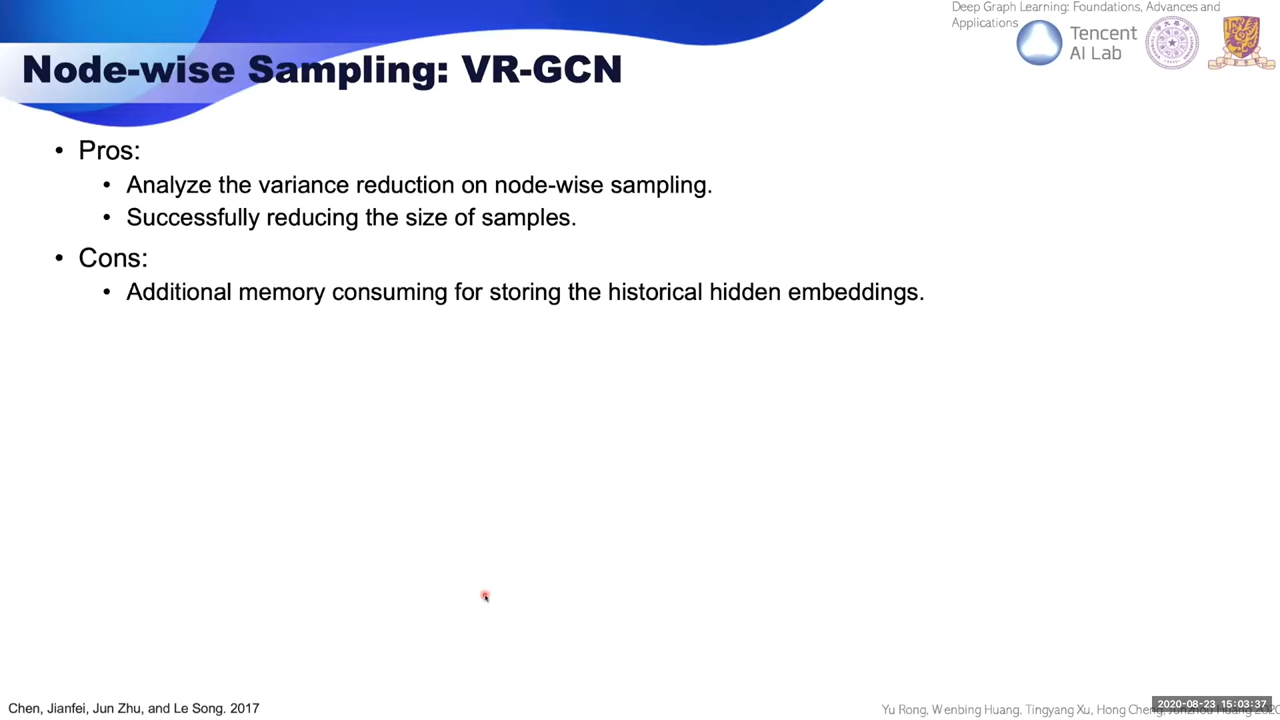 Deep Graph Learning: Foundations, Advances and
Applications
Tencent
AI Lab
Node-wise Sampling: VR-GCN
• Pros:
• Analyze the variance reduction on node-wise sampling.
• Successfully reducing the size of samples.
• Cons:
• Additional memory consuming for storing the historical hidden embeddings.
Chen, Jianfei, Jun Zhu, and Le Song. 2017
Yu Rong, Wenbing Huang, Tingyang Xu, Hong Cheng, Junzhou Huang 2020
2020-08-23 15:03:37